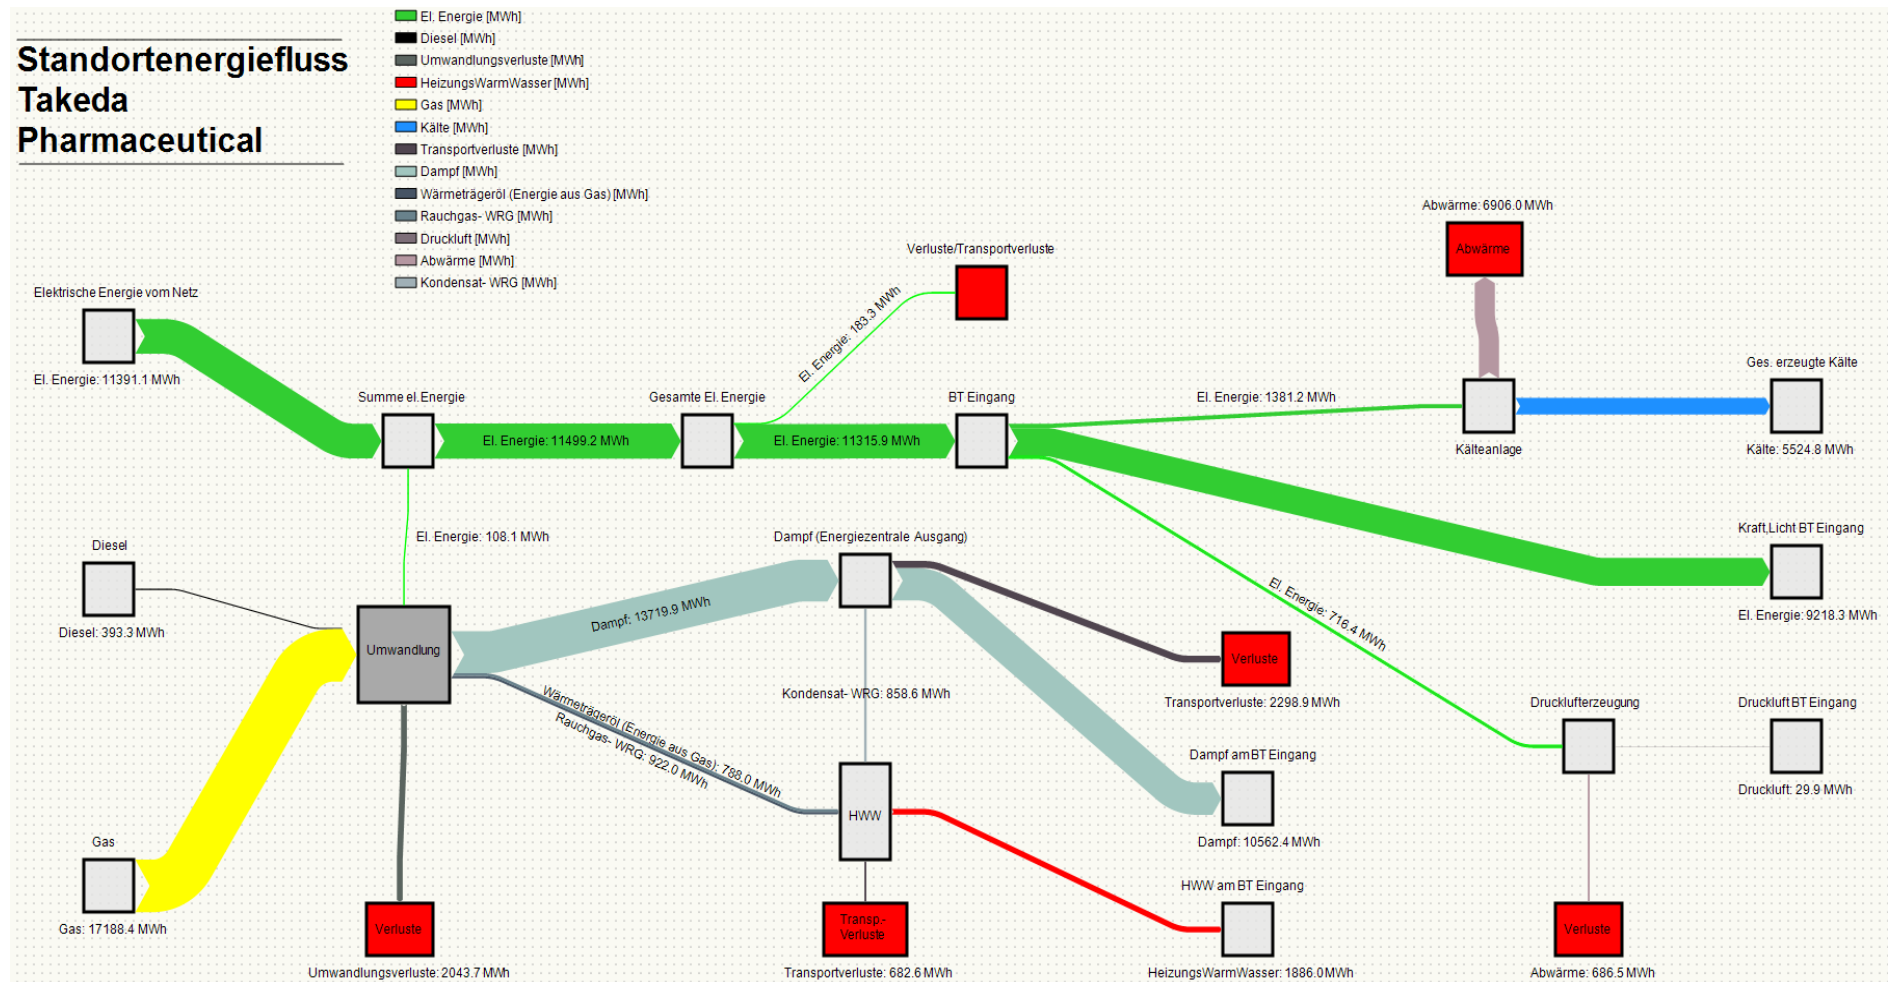 Standortenergiefluss
Takeda
Pharmaceutical
El. Energie [MWh]
Diesel [MWh]
Umwandlungsverluste [MWh]
HeizungsWarmWasser [MWh]
Gas [MWh]
Kälte [MWh]
Transportverluste [MWh]
Dampf [MWh]
Wärmeträgeröl (Energie aus Gas) [MWh]
Rauchgas- WRG [MWh]
Druckluft [MWh]
Abwärme [MWh]
Kondensat- WRG [MWh]
Abwärme: 6906.0 MWh
Abwärme
Verluste/Transportverluste
El. Energie: 183.3 MWh
Elektrische Energie vom Netz
El. Energie: 11391.1 MWh
Summe el.Energie
El. Energie: 11499.2 MWh
Gesamte El. Energie
El. Energie: 11315.9 MWh
BT Eingang
El. Energie: 1381.2 MWh
Kälteanlage
Ges. erzeugte Kälte
Kälte: 5524.8 MWh
El. Energie: 108.1 MWh
Diesel
Diesel: 393.3 MWh
Umwandlung
Dampf: 13719.9 MWh
Dampf (Energiezentrale Ausgang)
Kraft,Licht BT Eingang
El. Energie: 9218.3 MWh
El. Energie: 716.4 MWh
Verluste
Transportverluste: 2298.9 MWh
Kondensat- WRG: 858.6 MWh
Wärmeträgeröl (Energie aus Gas): 788.0 MWh
Rauchgas- WRG: 922.0 MWh
Drucklufterzeugung
Druckluft BT Eingang
Druckluft: 29.9 MWh
Dampf am BT Eingang
Dampf: 10562.4 MWh
HWW
Gas
Gas: 17188.4 MWh
HWW am BT Eingang
HeizungsWarmWasser: 1886.0 MWh
Verluste
Umwandlungsverluste: 2043.7 MWh
Transp.-
Verluste
Transportverluste: 682.6 MWh
Verluste
Abwärme: 686.5 MWh